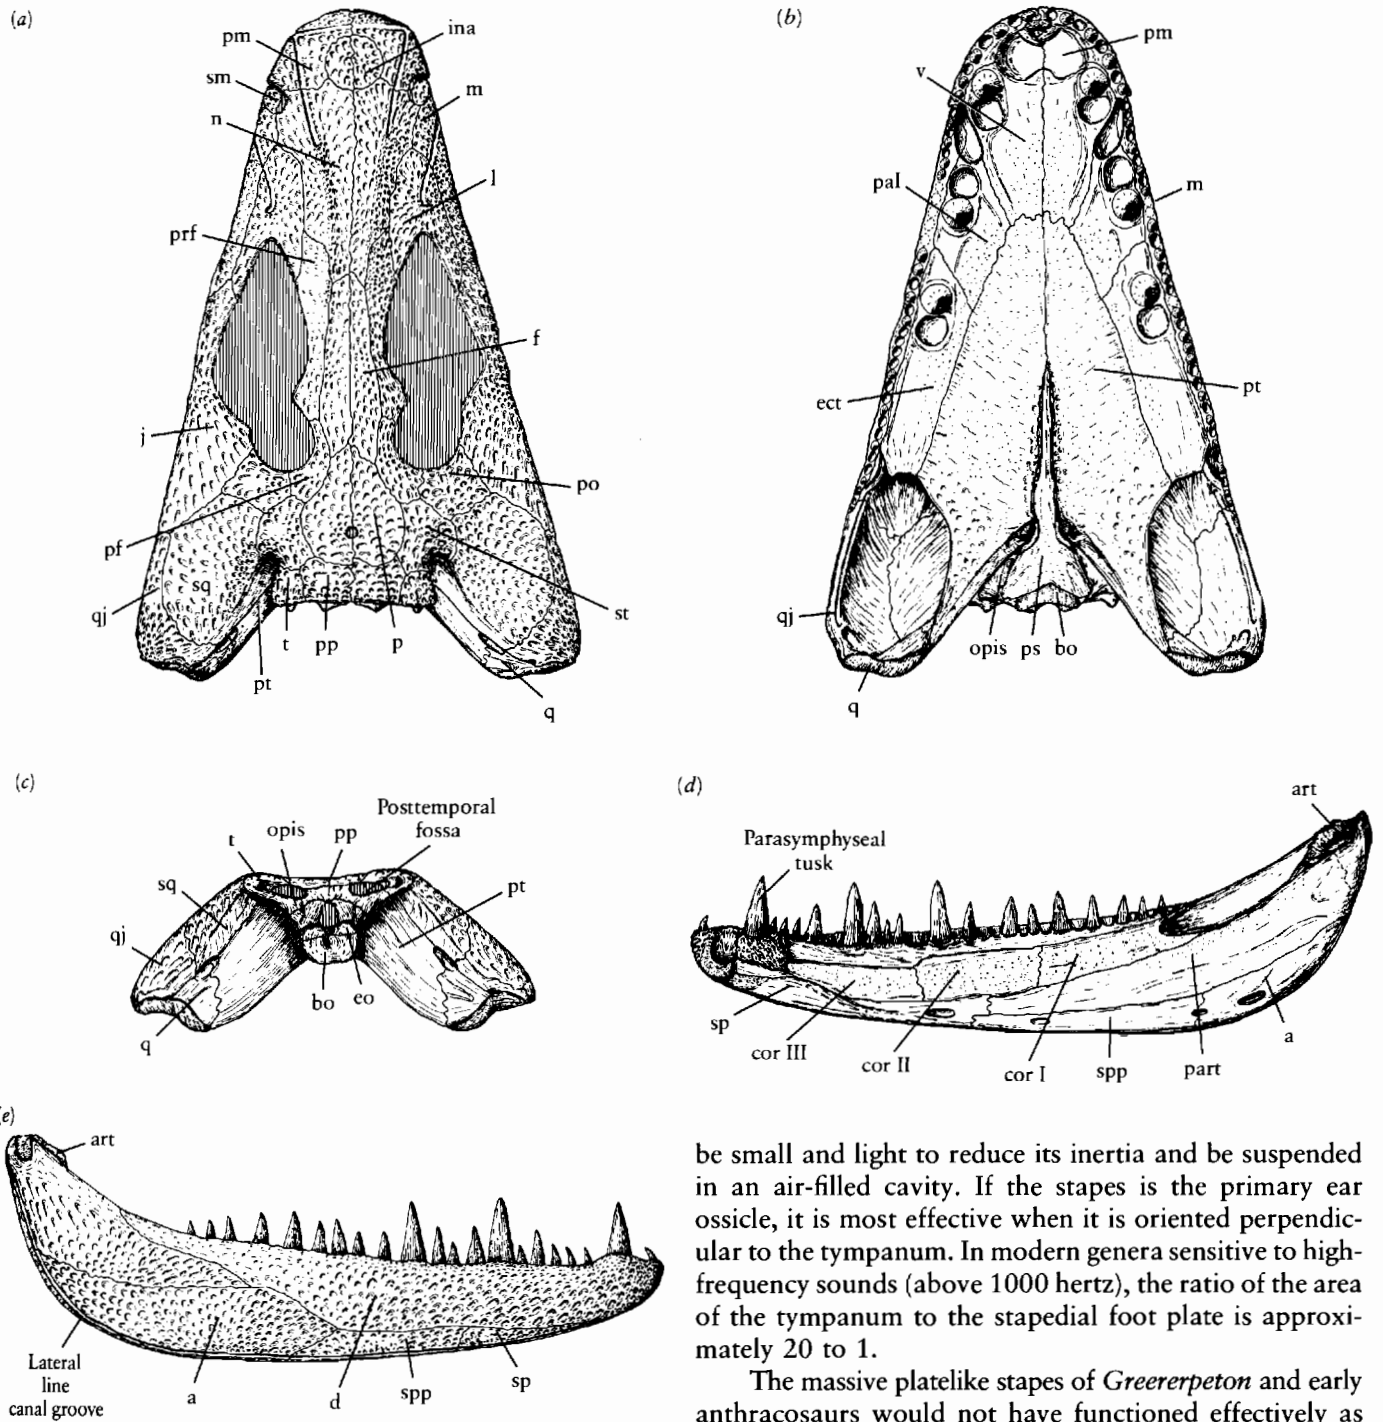 (a)
pm
ina
sm
m
n
l
prf
f
j
po
pf
sq
qj
st
t pp p
pt
q
(b)
pm
v
pal
m
ect
pt
qj
opis ps bo
q
(c)
Posttemporal
fossa
t
opis
pp
sq
pt
qj
bo
eo
q
(d)
art
Parasymphyseal
tusk
sp
cor III
cor II
cor I
spp
part
a
(e)
art
Lateral
line
canal groove
a
d
spp
sp
be small and light to reduce its inertia and be suspended
in an air-filled cavity. If the stapes is the primary ear
ossicle, it is most effective when it is oriented perpendic-
ular to the tympanum. In modern genera sensitive to high-
frequency sounds (above 1000 hertz), the ratio of the area
of the tympanum to the stapedial foot plate is approxi-
mately 20 to 1.
The massive platelike stapes of Greererpeton and early
anthracosaurs would not have functioned effectively as